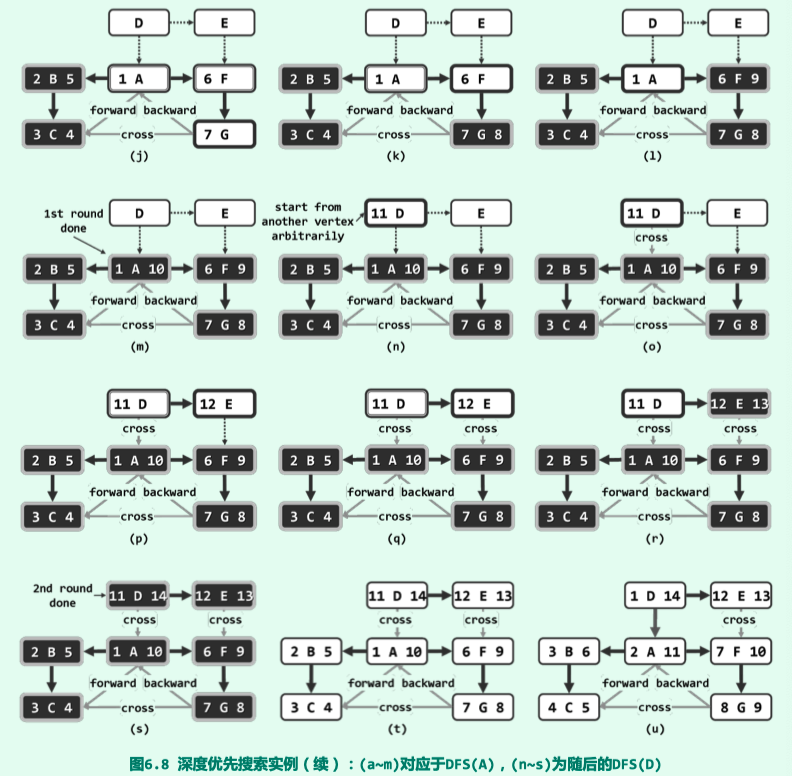 D E
2 B 5 1 A 6 F
forward backward
3 C 4 cross 7 G
(j)
D E
2 B 5 1 A 6 F
forward backward
3 C 4 cross 7 G 8
(k)
D E
2 B 5 1 A 6 F 9
forward backward
3 C 4 cross 7 G 8
(l)
1st round
done
D E
2 B 5 1 A 10 6 F 9
forward backward
3 C 4 cross 7 G 8
(m)
start from
another vertex
arbitrarily
11 D E
2 B 5 1 A 10 6 F 9
forward backward
3 C 4 cross 7 G 8
(n)
11 D E
cross
2 B 5 1 A 10 6 F 9
forward backward
3 C 4 cross 7 G 8
(o)
11 D 12 E
cross
2 B 5 1 A 10 6 F 9
forward backward
3 C 4 cross 7 G 8
(p)
11 D 12 E
cross cross
2 B 5 1 A 10 6 F 9
forward backward
3 C 4 cross 7 G 8
(q)
11 D 12 E 13
cross cross
2 B 5 1 A 10 6 F 9
forward backward
3 C 4 cross 7 G 8
(r)
2nd round
done
11 D 14 12 E 13
cross cross
2 B 5 1 A 10 6 F 9
forward backward
3 C 4 cross 7 G 8
(s)
11 D 14 12 E 13
cross cross
2 B 5 1 A 10 6 F 9
forward backward
3 C 4 cross 7 G 8
(t)
1 D 14 12 E 13
cross
3 B 6 2 A 11 7 F 10
forward backward
4 C 5 cross 8 G 9
(u)
图6.8 深度优先搜索实例(续):(a~m)对应于DFS(A),(n~s)为随后的DFS(D)